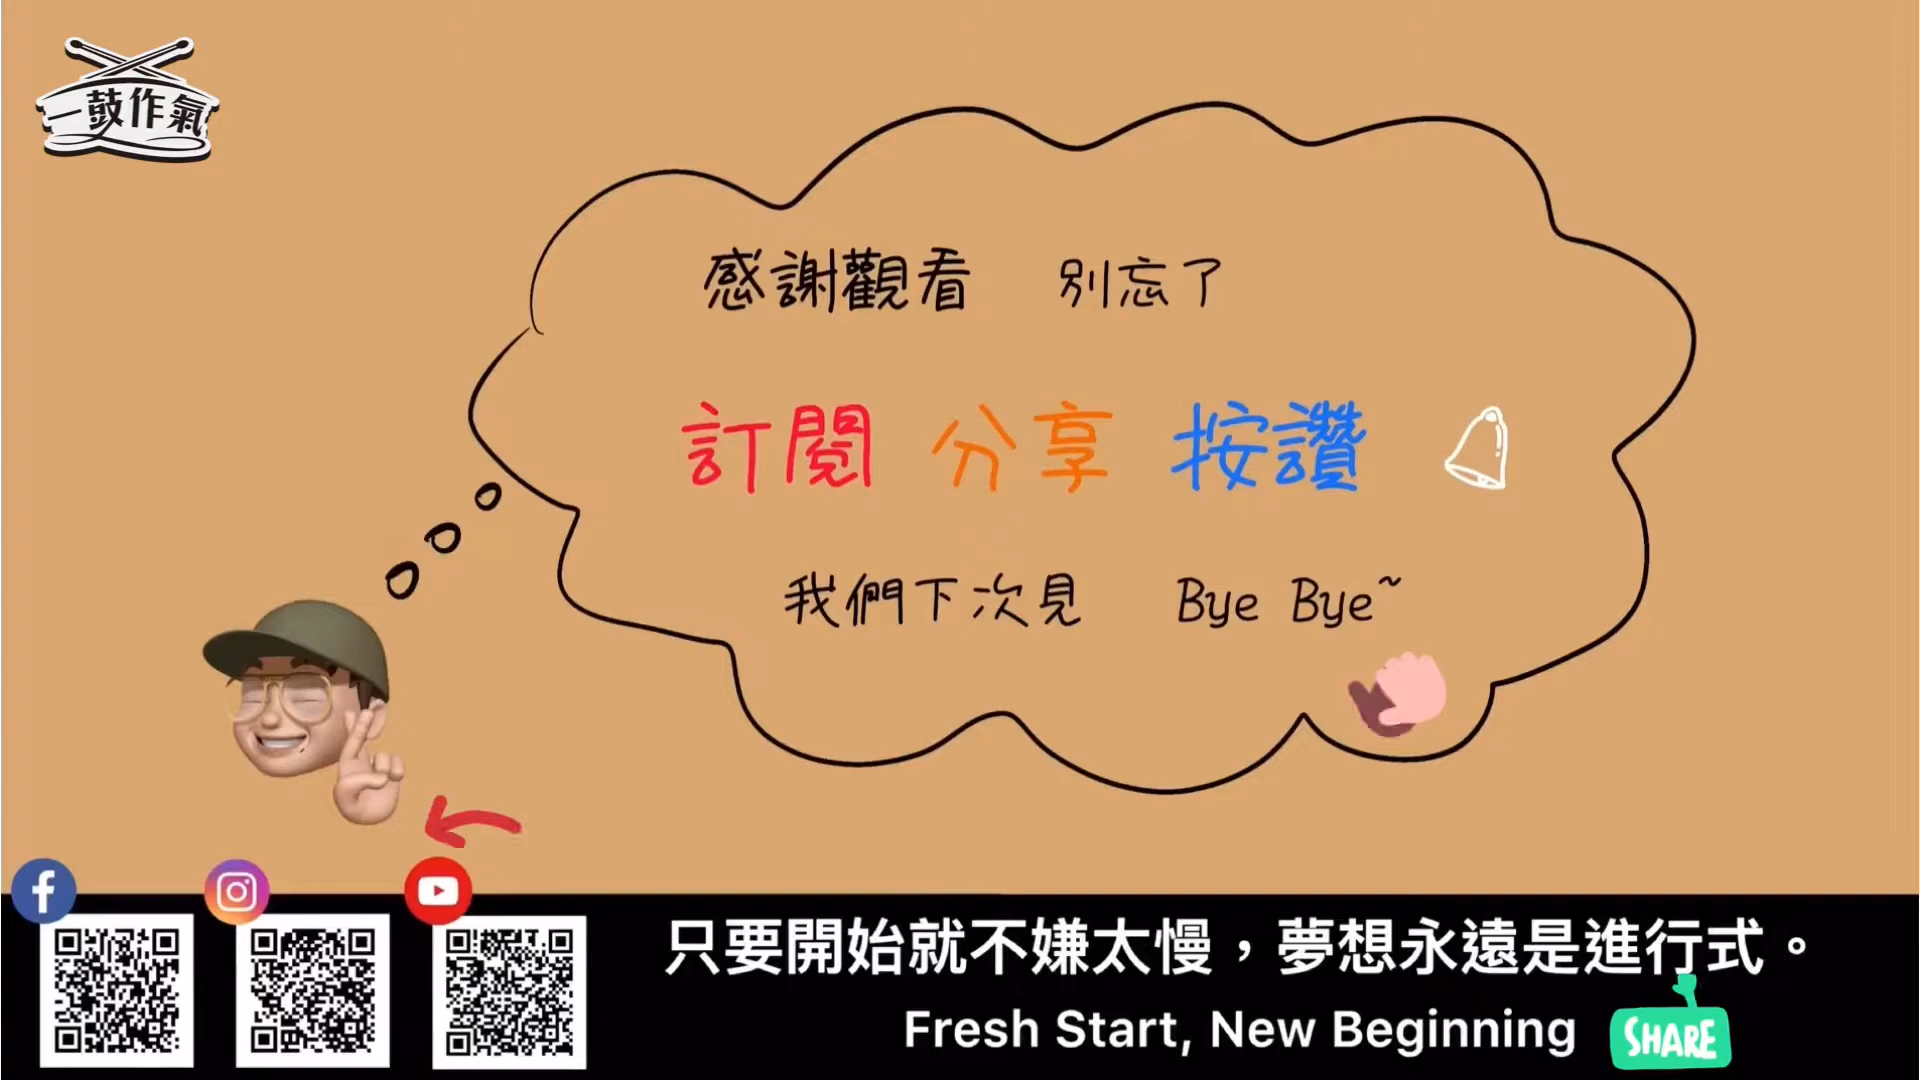 一鼓作氣
感謝觀看 別忘了
訂閱 分享 按讚
我們下次見 Bye Bye~
只要開始就不嫌太慢，夢想永遠是進行式。
Fresh Start, New Beginning
SHARE